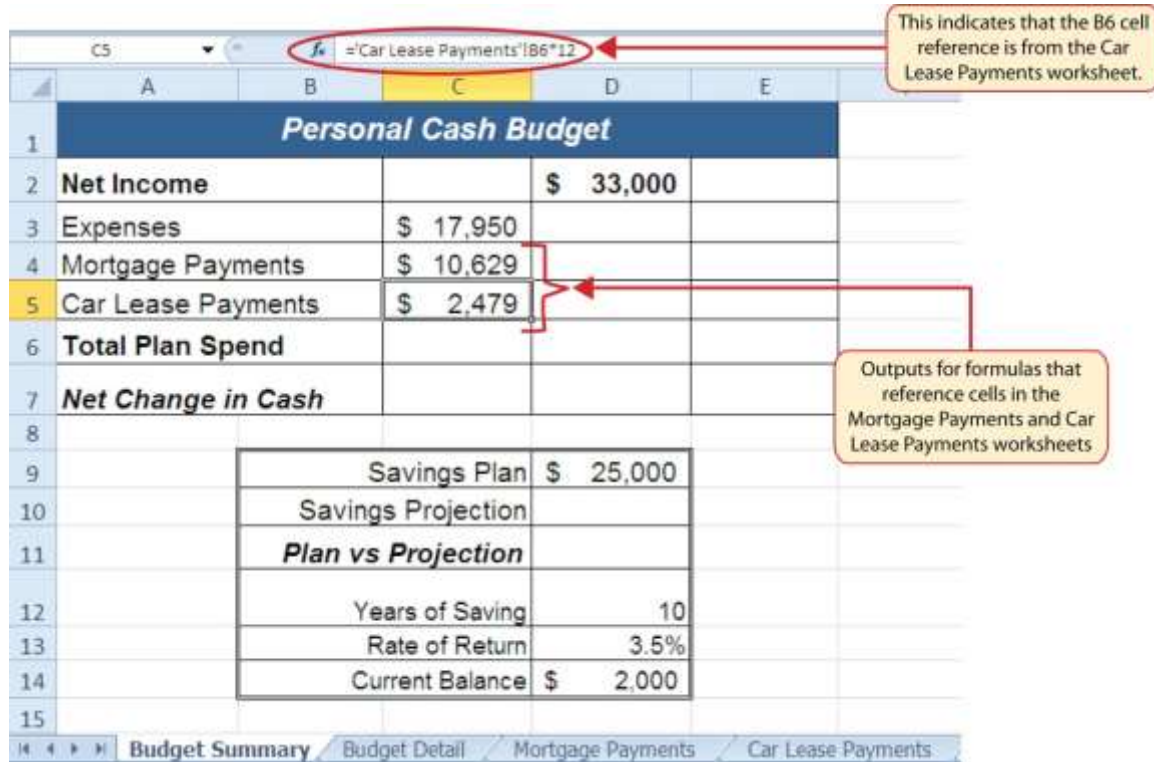 This indicates that the B6 cell
reference is from the Car
Lease Payments worksheet.
C5 fx ='Car Lease Payments'!B6*12
A B C D E
1 Personal Cash Budget
2 Net Income $ 33,000
3 Expenses $ 17,950
4 Mortgage Payments $ 10,629
5 Car Lease Payments $ 2,479
6 Total Plan Spend
7 Net Change in Cash
Outputs for formulas that
reference cells in the
Mortgage Payments and Car
Lease Payments worksheets
8
9 Savings Plan $ 25,000
10 Savings Projection
11 Plan vs Projection
12 Years of Saving 10
13 Rate of Return 3.5%
14 Current Balance $ 2,000
15
Budget Summary Budget Detail Mortgage Payments Car Lease Payments